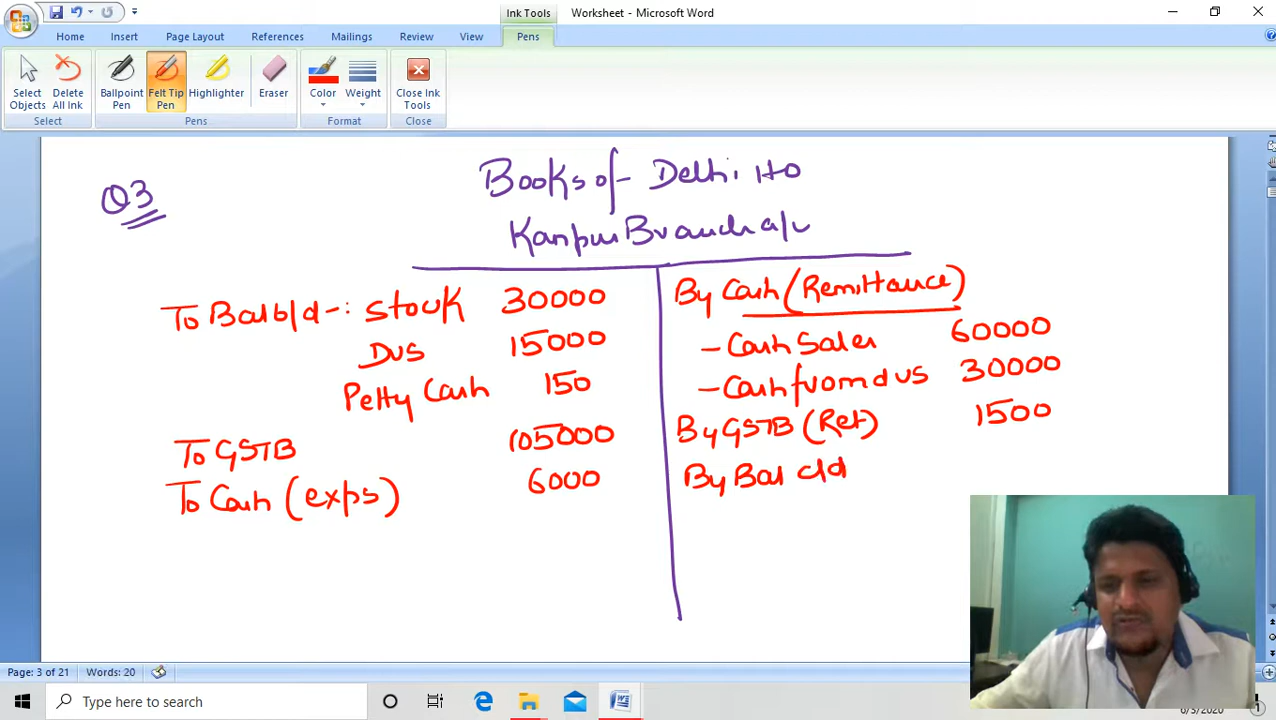 Ink Tools Worksheet - Microsoft Word
Home Insert Page Layout References Mailings Review View Pens
Select Objects Delete All Ink Ballpoint Pen Felt Tip Pen Highlighter Eraser Color Weight Close Ink Tools
Select Pens Format Close
Q3
Books of Delhi HO
Kanpur Branch a/c
To Bal b/d -: Stock 30000
Drs 15000
Petty Cash 150
To GSTB 105000
To Cash (exps) 6000
By Cash (Remittance)
- Cash Sales 60000
- Cash from drs 30000
By GSTB (Ret) 1500
By Bal c/d
Page: 3 of 21 Words: 20
Type here to search
6/3/2020